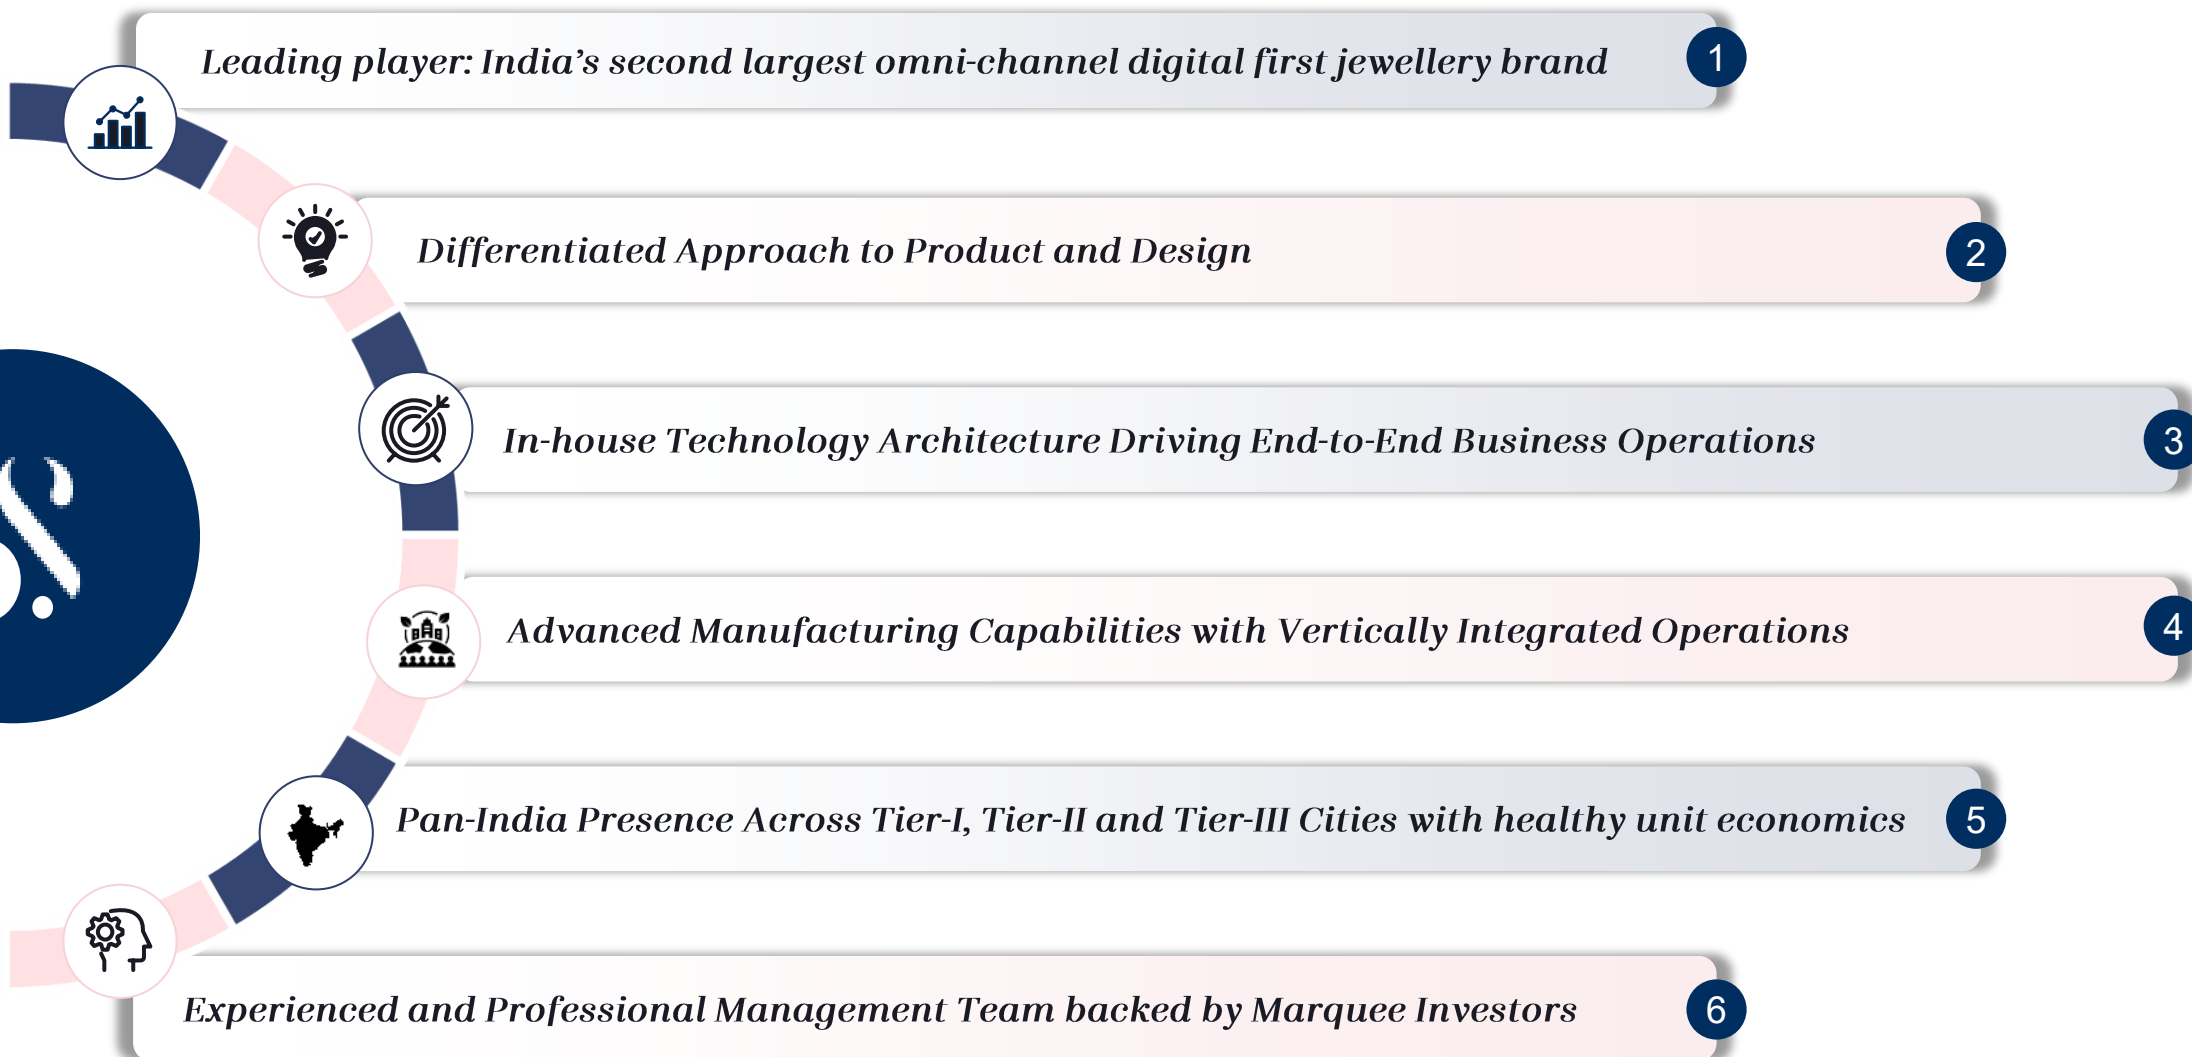 Leading player: India’s second largest omni-channel digital first jewellery brand 1
Differentiated Approach to Product and Design 2
In-house Technology Architecture Driving End-to-End Business Operations 3
Advanced Manufacturing Capabilities with Vertically Integrated Operations 4
Pan-India Presence Across Tier-I, Tier-II and Tier-III Cities with healthy unit economics 5
Experienced and Professional Management Team backed by Marquee Investors 6